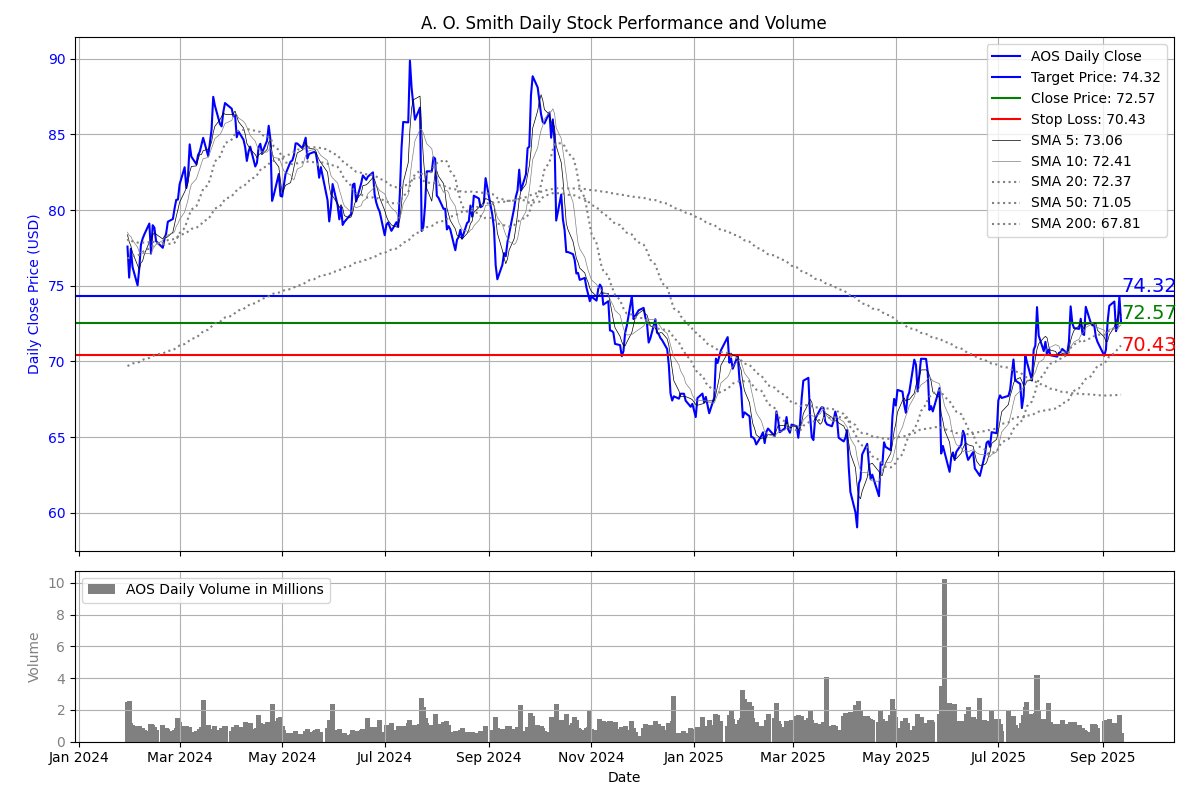 A. O. Smith Daily Stock Performance and Volume
90
85
80
75
70
65
60
Daily Close Price (USD)
AOS Daily Close
Target Price: 74.32
Close Price: 72.57
Stop Loss: 70.43
SMA 5: 73.06
SMA 10: 72.41
SMA 20: 72.37
SMA 50: 71.05
SMA 200: 67.81
74.32
72.57
70.43
AOS Daily Volume in Millions
10
8
6
4
2
0
Volume
Jan 2024 Mar 2024 May 2024 Jul 2024 Sep 2024 Nov 2024 Jan 2025 Mar 2025 May 2025 Jul 2025 Sep 2025
Date